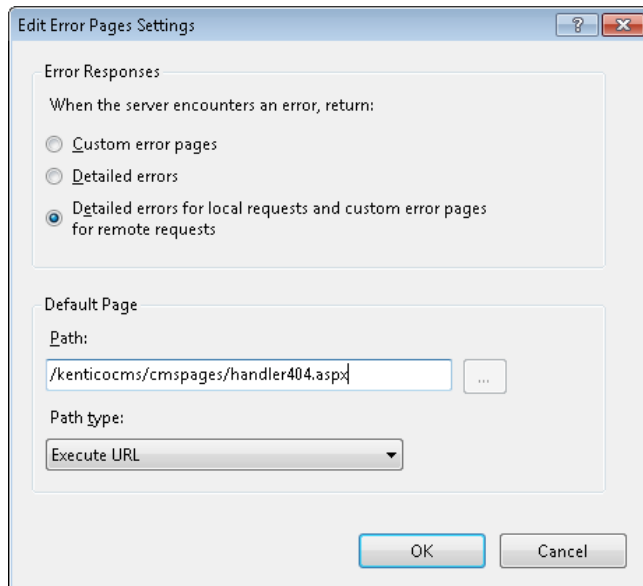 Edit Error Pages Settings
?
Error Responses
When the server encounters an error, return:
Custom error pages
Detailed errors
Detailed errors for local requests and custom error pages
for remote requests
Default Page
Path:
/kenticocms/cmspages/handler404.aspx
...
Path type:
Execute URL
OK
Cancel